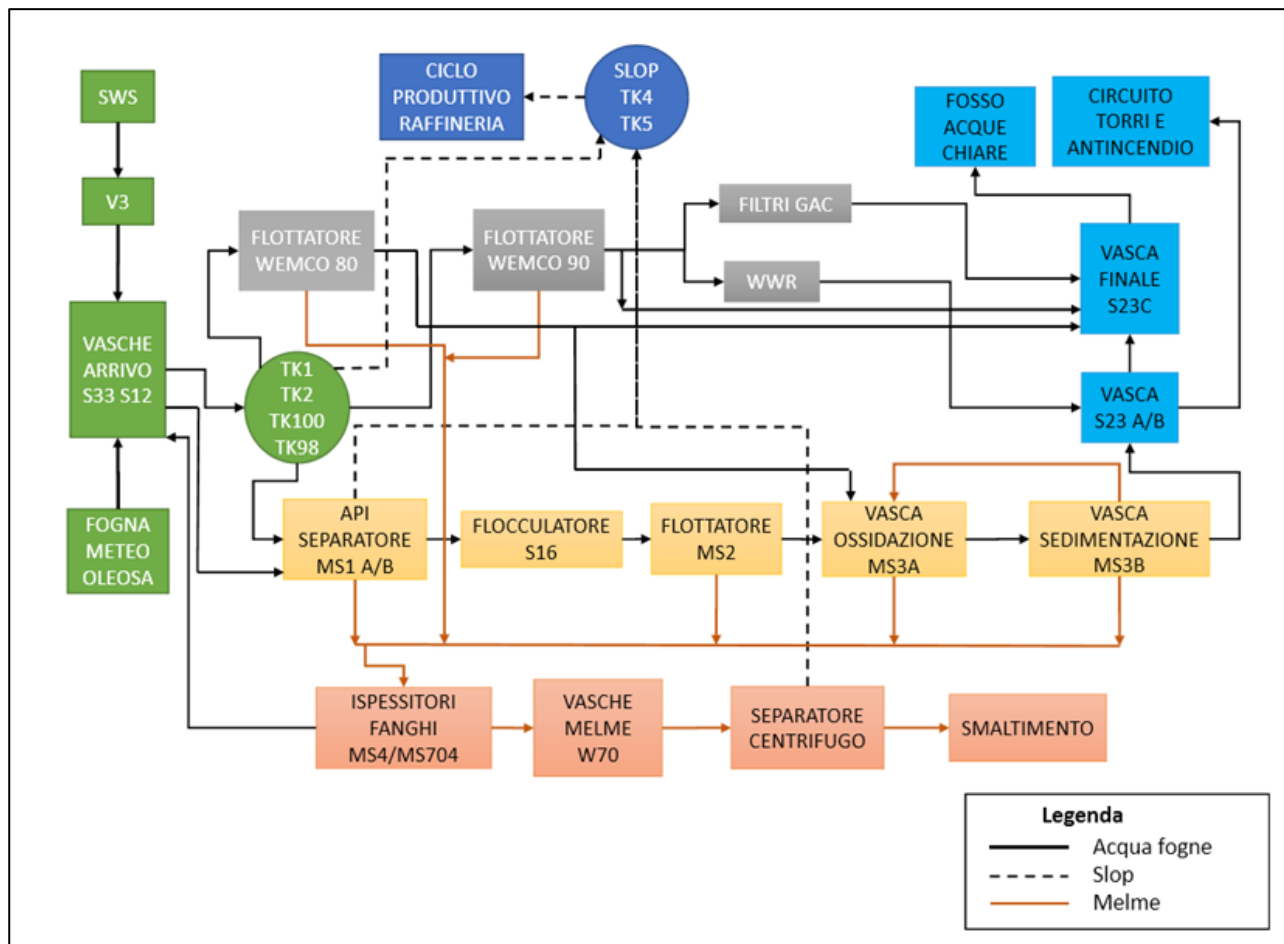 SWS
V3
VASCHE
ARRIVO
S33 S12
FOGNA
METEO
OLEOSA
TK1
TK2
TK100
TK98
CICLO
PRODUTTIVO
RAFFINERIA
SLOP
TK4
TK5
FLOTTATORE
WEMCO 80
FLOTTATORE
WEMCO 90
FILTRI GAC
WWR
FOSSO
ACQUE
CHIARE
CIRCUITO
TORRI E
ANTINCENDIO
VASCA
FINALE
S23C
VASCA
S23 A/B
API
SEPARATORE
MS1 A/B
FLOCCULATORE
S16
FLOTTATORE
MS2
VASCA
OSSIDAZIONE
MS3A
VASCA
SEDIMENTAZIONE
MS3B
ISPESSITORI
FANGHI
MS4/MS704
VASCHE
MELME
W70
SEPARATORE
CENTRIFUGO
SMALTIMENTO
Legenda
Acqua fogne
Slop
Melme